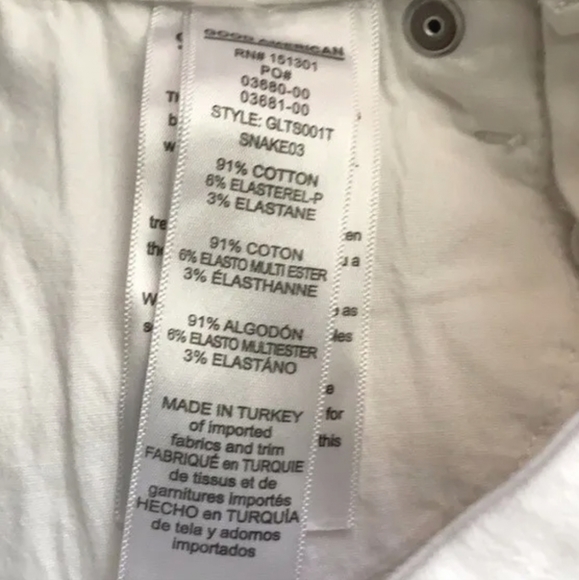 GOOD AMERICAN
RN# 151301
PO#
03680-00
03681-00
STYLE: GLTS001T
SNAKE03
91% COTTON
6% ELASTEREL-P
3% ELASTANE
91% COTON
6% ELASTO MULTI ESTER
3% ÉLASTHANNE
91% ALGODÓN
6% ELASTO MULTIESTER
3% ELASTÁNO
MADE IN TURKEY
of imported
fabrics and trim
FABRIQUÉ en TURQUIE
de tissus et de
garnitures importés
HECHO en TURQUÍA
de tela y adornos
importados
for
this